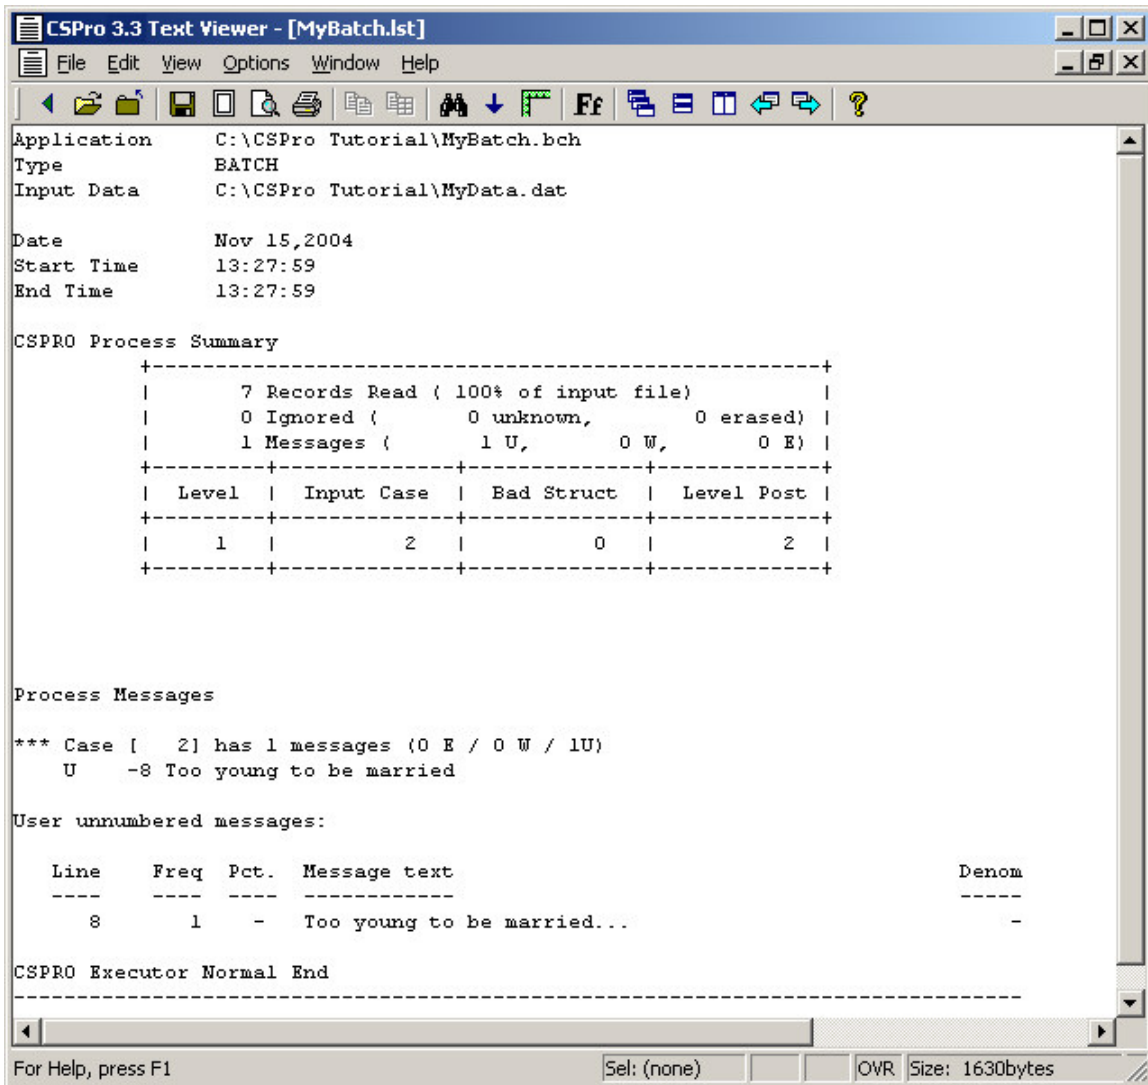 CSPro 3.3 Text Viewer - [MyBatch.lst]
File Edit View Options Window Help
Ff
Application C:\CSPro Tutorial\MyBatch.bch
Type BATCH
Input Data C:\CSPro Tutorial\MyData.dat
Date Nov 15,2004
Start Time 13:27:59
End Time 13:27:59
CSPRO Process Summary
+------------------------------------------------------+
| 7 Records Read ( 100% of input file) |
| 0 Ignored ( 0 unknown, 0 erased) |
| 1 Messages ( 1 U, 0 W, 0 E) |
+---------+--------------+--------------+-------------+
| Level | Input Case | Bad Struct | Level Post |
+---------+--------------+--------------+-------------+
| 1 | 2 | 0 | 2 |
+---------+--------------+--------------+-------------+
Process Messages
*** Case [ 2] has 1 messages (0 E / 0 W / 1U)
U -8 Too young to be married
User unnumbered messages:
Line Freq Pct. Message text Denom
---- ---- ---- ------------ -----
8 1 - Too young to be married... -
CSPRO Executor Normal End
--------------------------------------------------------------------------------
For Help, press F1 Sel: (none) OVR Size: 1630bytes